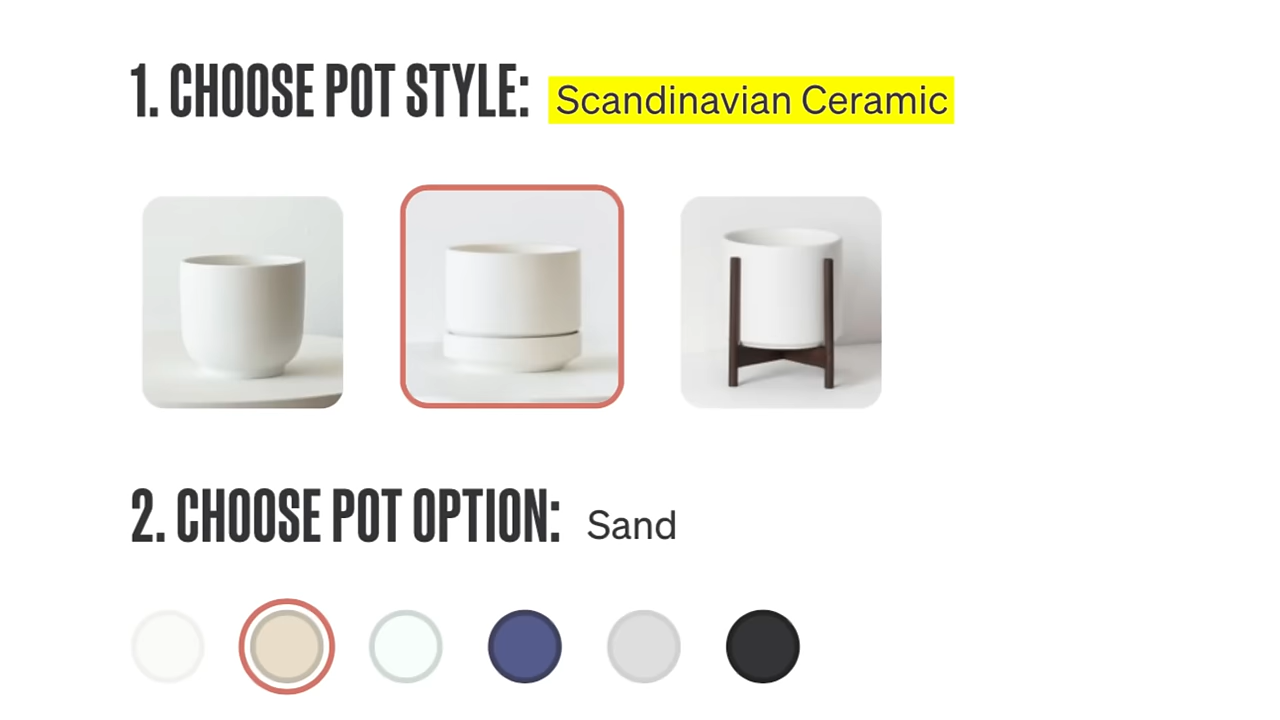 1. CHOOSE POT STYLE: Scandinavian Ceramic
2. CHOOSE POT OPTION: Sand